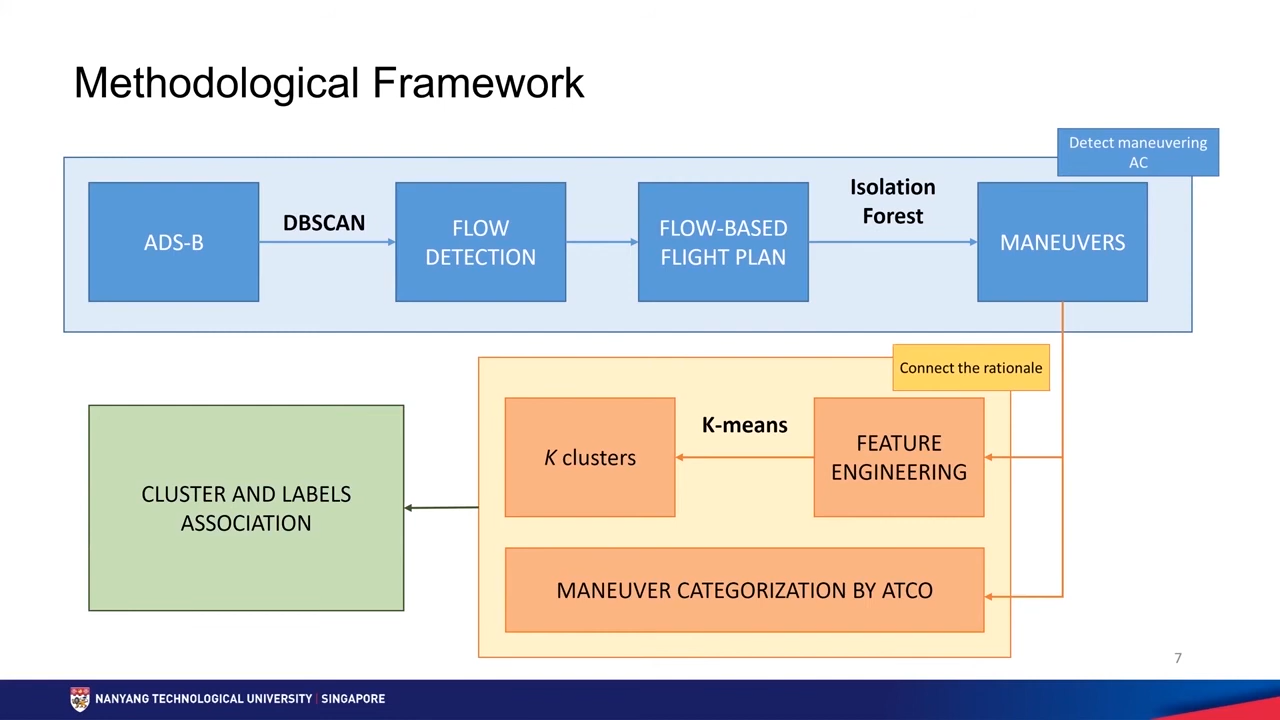 Methodological Framework
Detect maneuvering
AC
ADS-B
DBSCAN
FLOW
DETECTION
FLOW-BASED
FLIGHT PLAN
Isolation
Forest
MANEUVERS
Connect the rationale
CLUSTER AND LABELS
ASSOCIATION
K clusters
K-means
FEATURE
ENGINEERING
MANEUVER CATEGORIZATION BY ATCO
7
NANYANG TECHNOLOGICAL UNIVERSITY | SINGAPORE